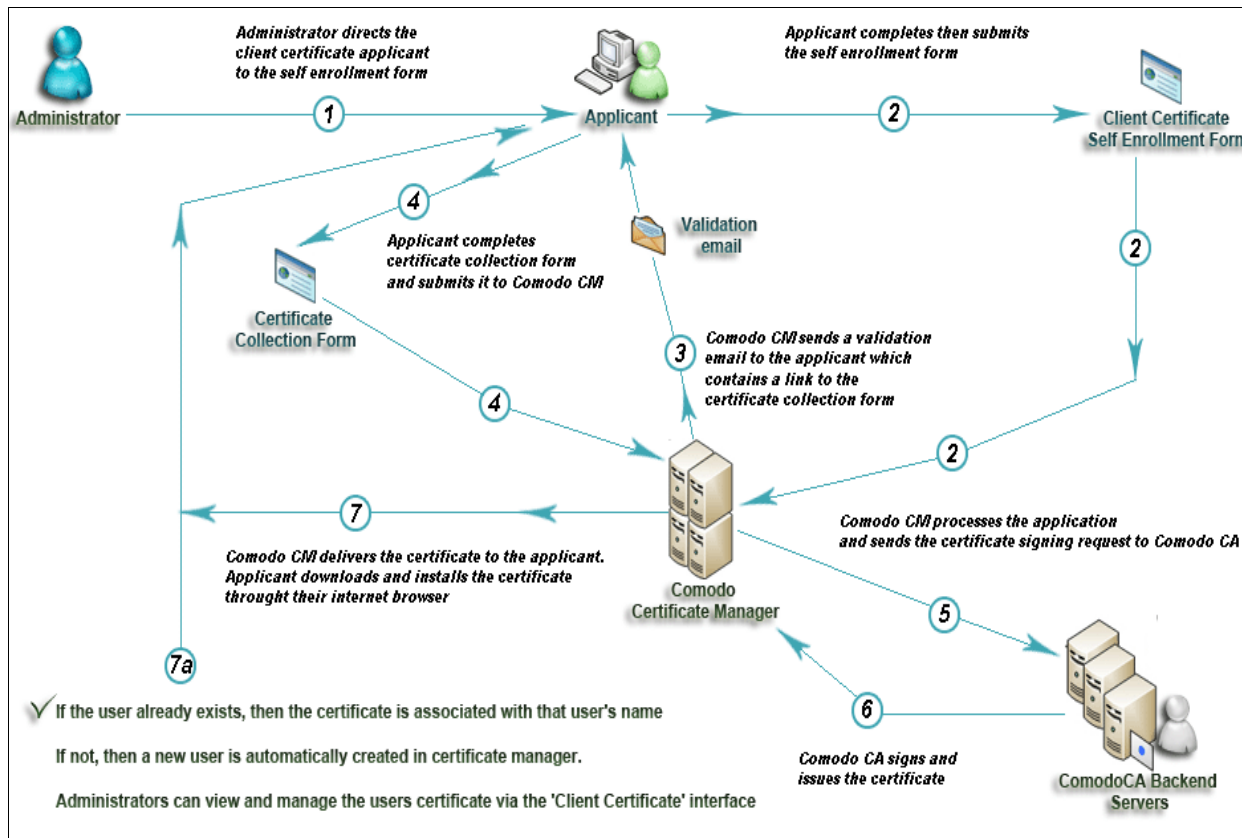 Administrator directs the
client certificate applicant
to the self enrollment form
Applicant completes then submits
the self enrollment form
Administrator
1
Applicant
2
Client Certificate
Self Enrollment Form
4
Applicant completes
certificate collection form
and submits it to Comodo CM
Validation
email
2
Certificate
Collection Form
3
Comodo CM sends a validation
email to the applicant which
contains a link to the
certificate collection form
4
2
7
Comodo CM delivers the certificate to the applicant.
Applicant downloads and installs the certificate
throught their internet browser
Comodo
Certificate Manager
Comodo CM processes the application
and sends the certificate signing request to Comodo CA
5
7a
6
Comodo CA signs and
issues the certificate
ComodoCA Backend
Servers
If the user already exists, then the certificate is associated with that user's name
If not, then a new user is automatically created in certificate manager.
Administrators can view and manage the users certificate via the 'Client Certificate' interface